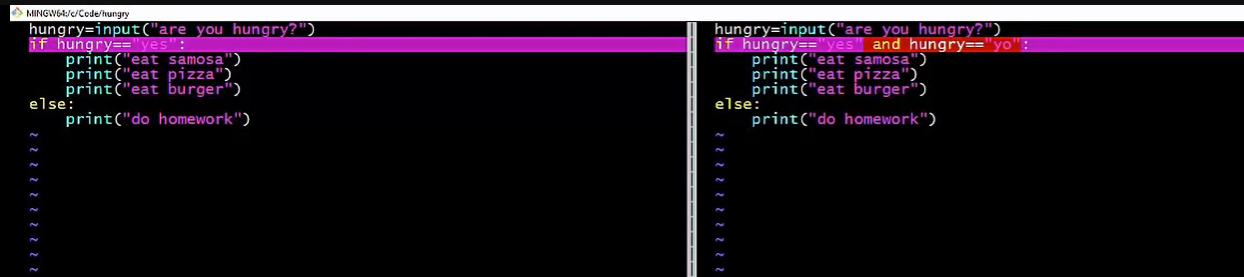 MINGW64:/c/Code/hungry
hungry=input("are you hungry?")
if hungry=="yes":
    print("eat samosa")
    print("eat pizza")
    print("eat burger")
else:
    print("do homework")
~
~
~
~
~
~
~
~
~
~
hungry=input("are you hungry?")
if hungry=="yes" and hungry=="yo":
    print("eat samosa")
    print("eat pizza")
    print("eat burger")
else:
    print("do homework")
~
~
~
~
~
~
~
~
~
~